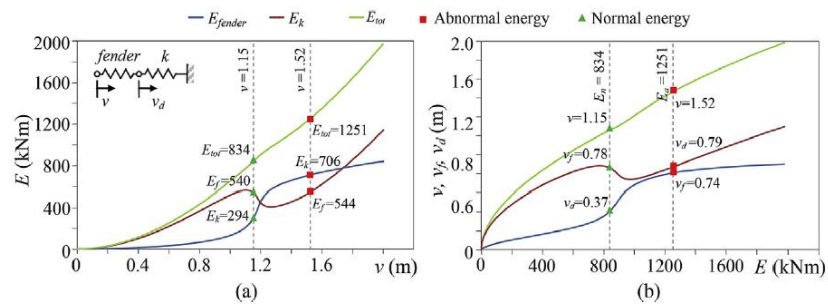 E_fender E_k E_tot Abnormal energy Normal energy
(a)
2000
1600
1200
800
400
0
E (kNm)
fender k
v v_d
v=1.15
v=1.52
E_tot=834
E_f=540
E_k=294
E_tot=1251
E_k=706
E_f=544
0 0.4 0.8 1.2 1.6 v (m)
(a)
(b)
2.0
1.6
1.2
0.8
0.6
0
v, v_f, v_d (m)
E_n=834
E_a=1251
v=1.15
v_f=0.78
v_d=0.37
v=1.52
v_d=0.79
v_f=0.74
0 400 800 1200 1600 E (kNm)
(b)